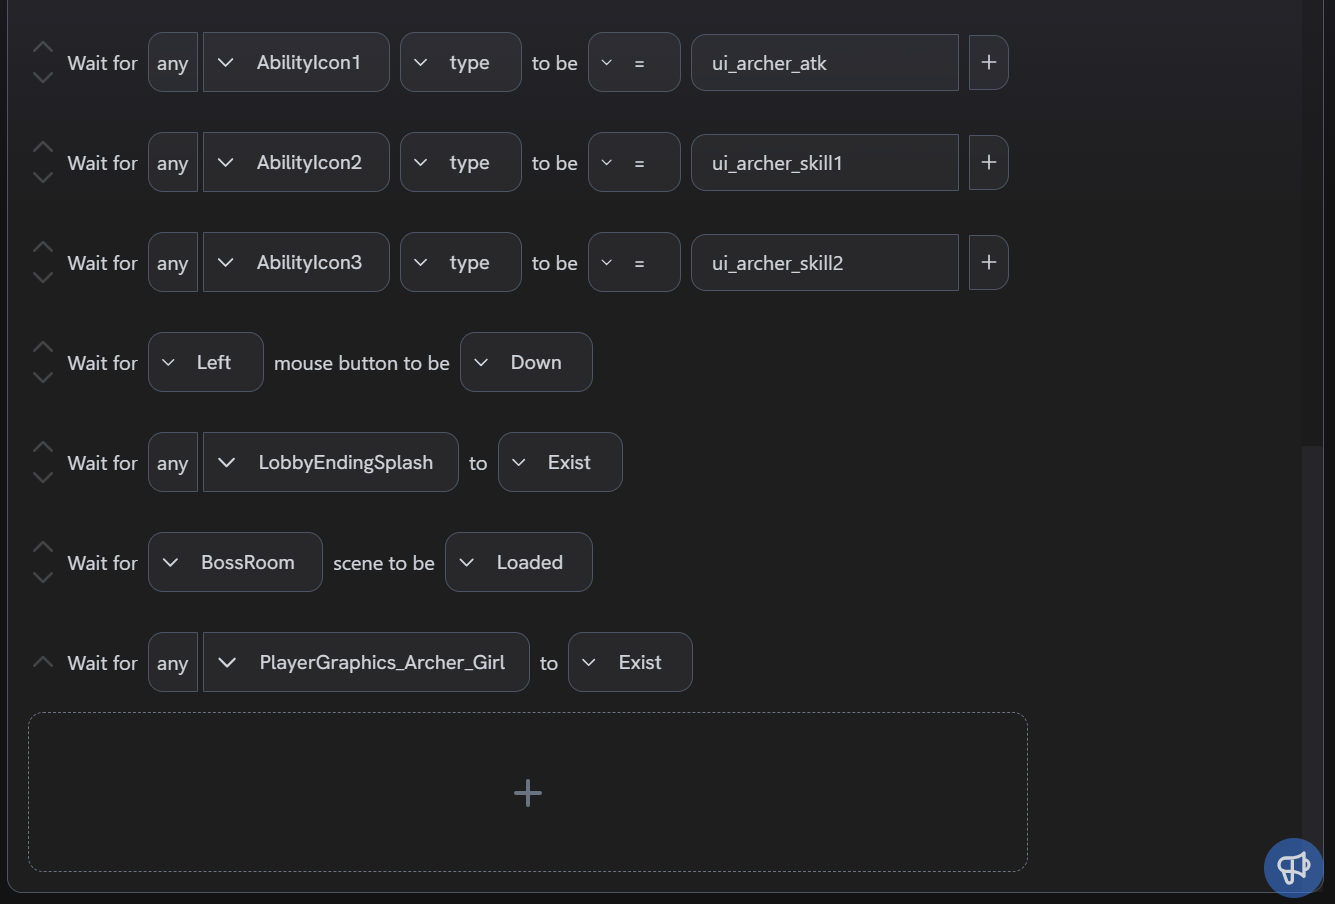 Wait for any AbilityIcon1 type to be = ui_archer_atk +
Wait for any AbilityIcon2 type to be = ui_archer_skill1 +
Wait for any AbilityIcon3 type to be = ui_archer_skill2 +
Wait for Left mouse button to be Down
Wait for any LobbyEndingSplash to Exist
Wait for BossRoom scene to be Loaded
Wait for any PlayerGraphics_Archer_Girl to Exist
+